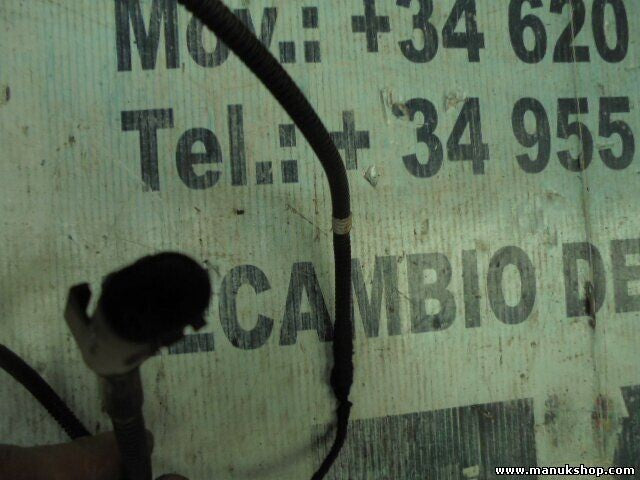 Mov.: +34 620
Tel.: + 34 955
ECAMBIO DE
www.manukshop.com